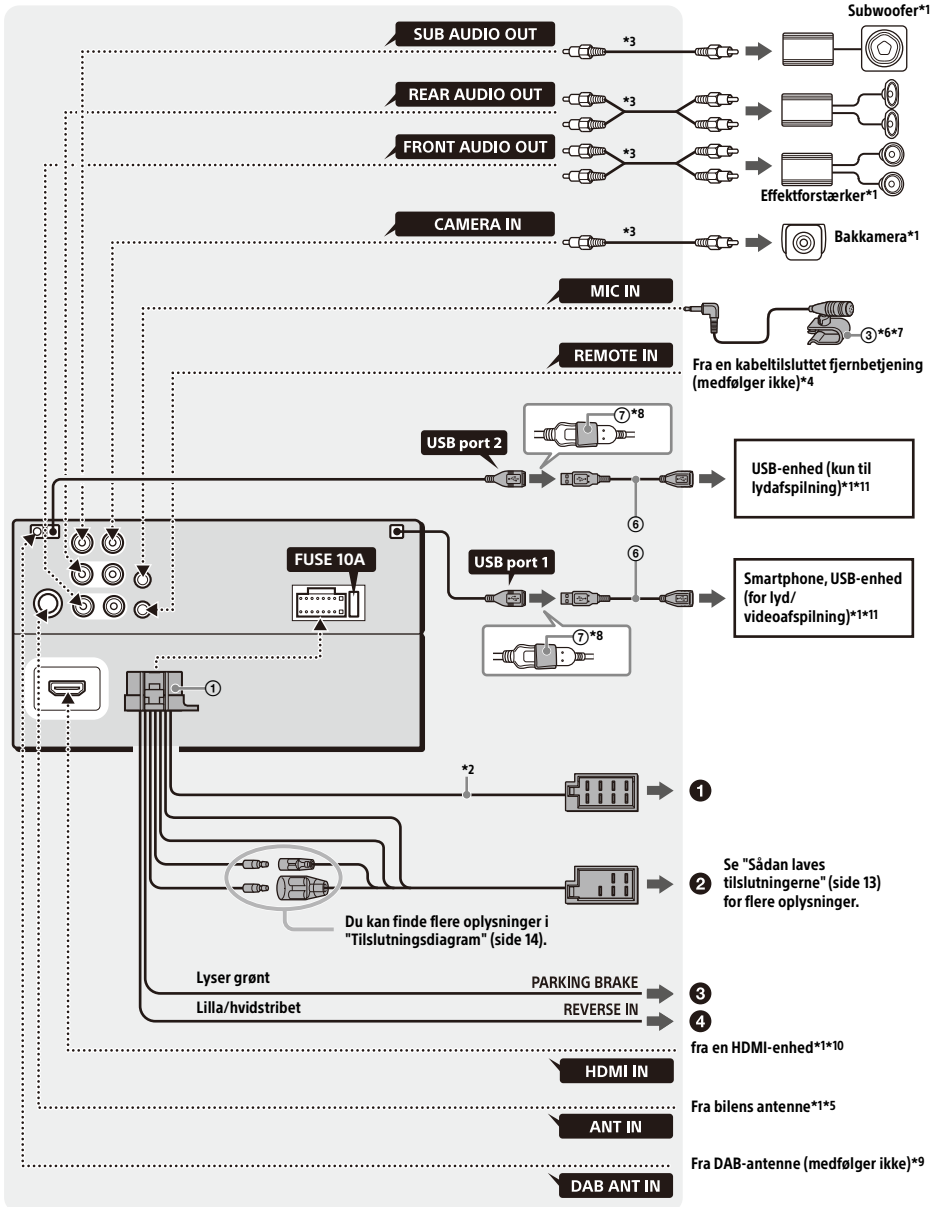 Subwoofer*1
SUB AUDIO OUT
*3
REAR AUDIO OUT
*3
FRONT AUDIO OUT
*3
Effektforstærker*1
CAMERA IN
*3
Bakkamera*1
MIC IN
③*6*7
REMOTE IN
Fra en kabeltilsluttet fjernbetjening
(medfølger ikke)*4
⑦*8
USB port 2
USB-enhed (kun til
lydafspilning)*1*11
⑥
FUSE 10A
USB port 1
⑥
Smartphone, USB-enhed
(for lyd/
videoafspilning)*1*11
⑦*8
①
*2
❶
❷
Se "Sådan laves
tilslutningerne" (side 13)
for flere oplysninger.
Du kan finde flere oplysninger i
"Tilslutningsdiagram" (side 14).
Lyser grønt
PARKING BRAKE
❸
Lilla/hvidstribet
REVERSE IN
❹
fra en HDMI-enhed*1*10
HDMI IN
Fra bilens antenne*1*5
ANT IN
Fra DAB-antenne (medfølger ikke)*9
DAB ANT IN